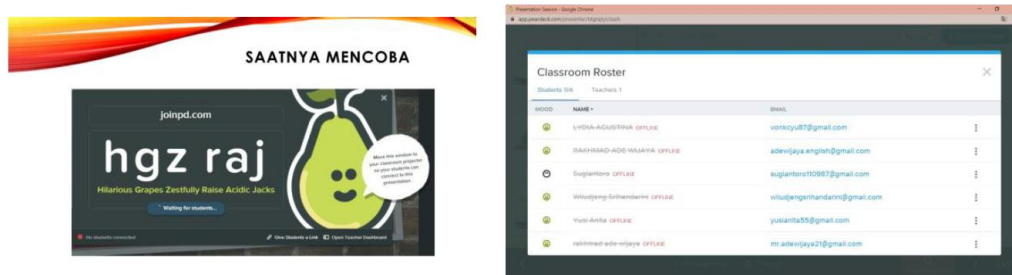 SAATNYA MENCOBA
joinpd.com
hgz raj
Hilarious Grapes Zestfully Raise Acidic Jacks
Waiting for students...
Move this window to
your classroom projector
so your students can
connect to this
presentation.
No students connected
Give Students a Link
Open Teacher Dashboard
Presentation Session - Google Chrome
Classroom Roster
Students
Teachers 1
MOOD NAME EMAIL
LYDIA AGUSTINA OFFLINE vonkcyu87@gmail.com
RAKHMAD ADE WIJAYA OFFLINE adewijaya.english@gmail.com
Sugiantoro OFFLINE sugiantoro110987@gmail.com
Wiludjeng Srihandarini OFFLINE wiludjengsrihandarini@gmail.com
Yusi Anita OFFLINE yusianita55@gmail.com
rakhmad ade wijaya OFFLINE mr.adewijaya21@gmail.com